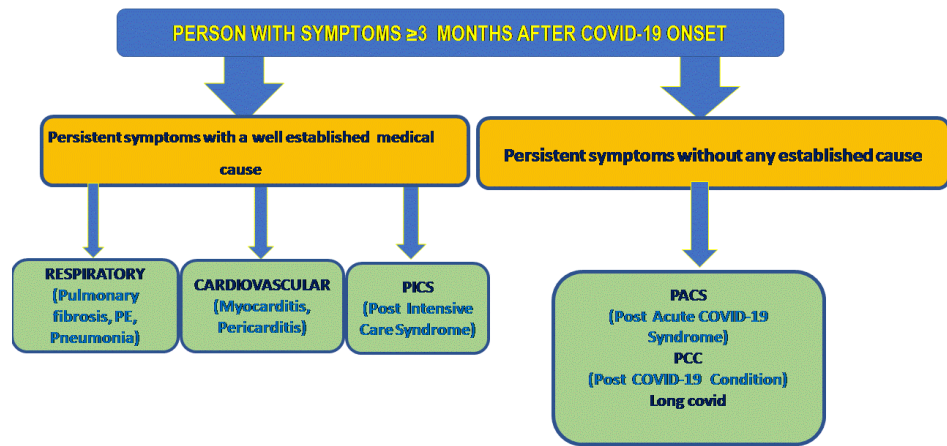 PERSON WITH SYMPTOMS ≥3 MONTHS AFTER COVID-19 ONSET
Persistent symptoms with a well established medical
cause
Persistent symptoms without any established cause
RESPIRATORY
(Pulmonary
fibrosis, PE,
Pneumonia)
CARDIOVASCULAR
(Myocarditis,
Pericarditis)
PICS
(Post Intensive
Care Syndrome)
PACS
(Post Acute COVID-19
Syndrome)
PCC
(Post COVID-19 Condition)
Long covid